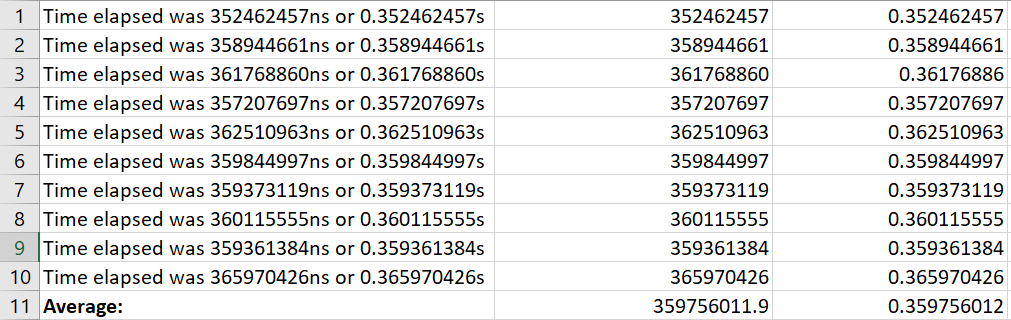 1 Time elapsed was 352462457ns or 0.352462457s 352462457 0.352462457
2 Time elapsed was 358944661ns or 0.358944661s 358944661 0.358944661
3 Time elapsed was 361768860ns or 0.361768860s 361768860 0.36176886
4 Time elapsed was 357207697ns or 0.357207697s 357207697 0.357207697
5 Time elapsed was 362510963ns or 0.362510963s 362510963 0.362510963
6 Time elapsed was 359844997ns or 0.359844997s 359844997 0.359844997
7 Time elapsed was 359373119ns or 0.359373119s 359373119 0.359373119
8 Time elapsed was 360115555ns or 0.360115555s 360115555 0.360115555
9 Time elapsed was 359361384ns or 0.359361384s 359361384 0.359361384
10 Time elapsed was 365970426ns or 0.365970426s 365970426 0.365970426
11 Average: 359756011.9 0.359756012